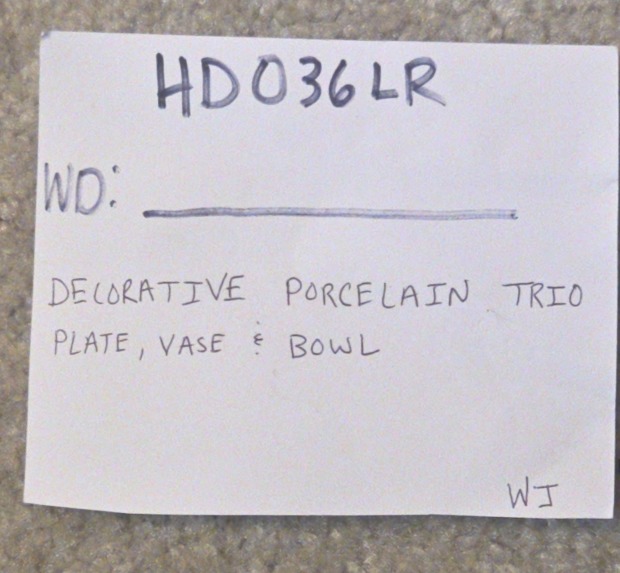 HD036LR
WD: ____________
DECORATIVE PORCELAIN TRIO
PLATE, VASE & BOWL
WJ